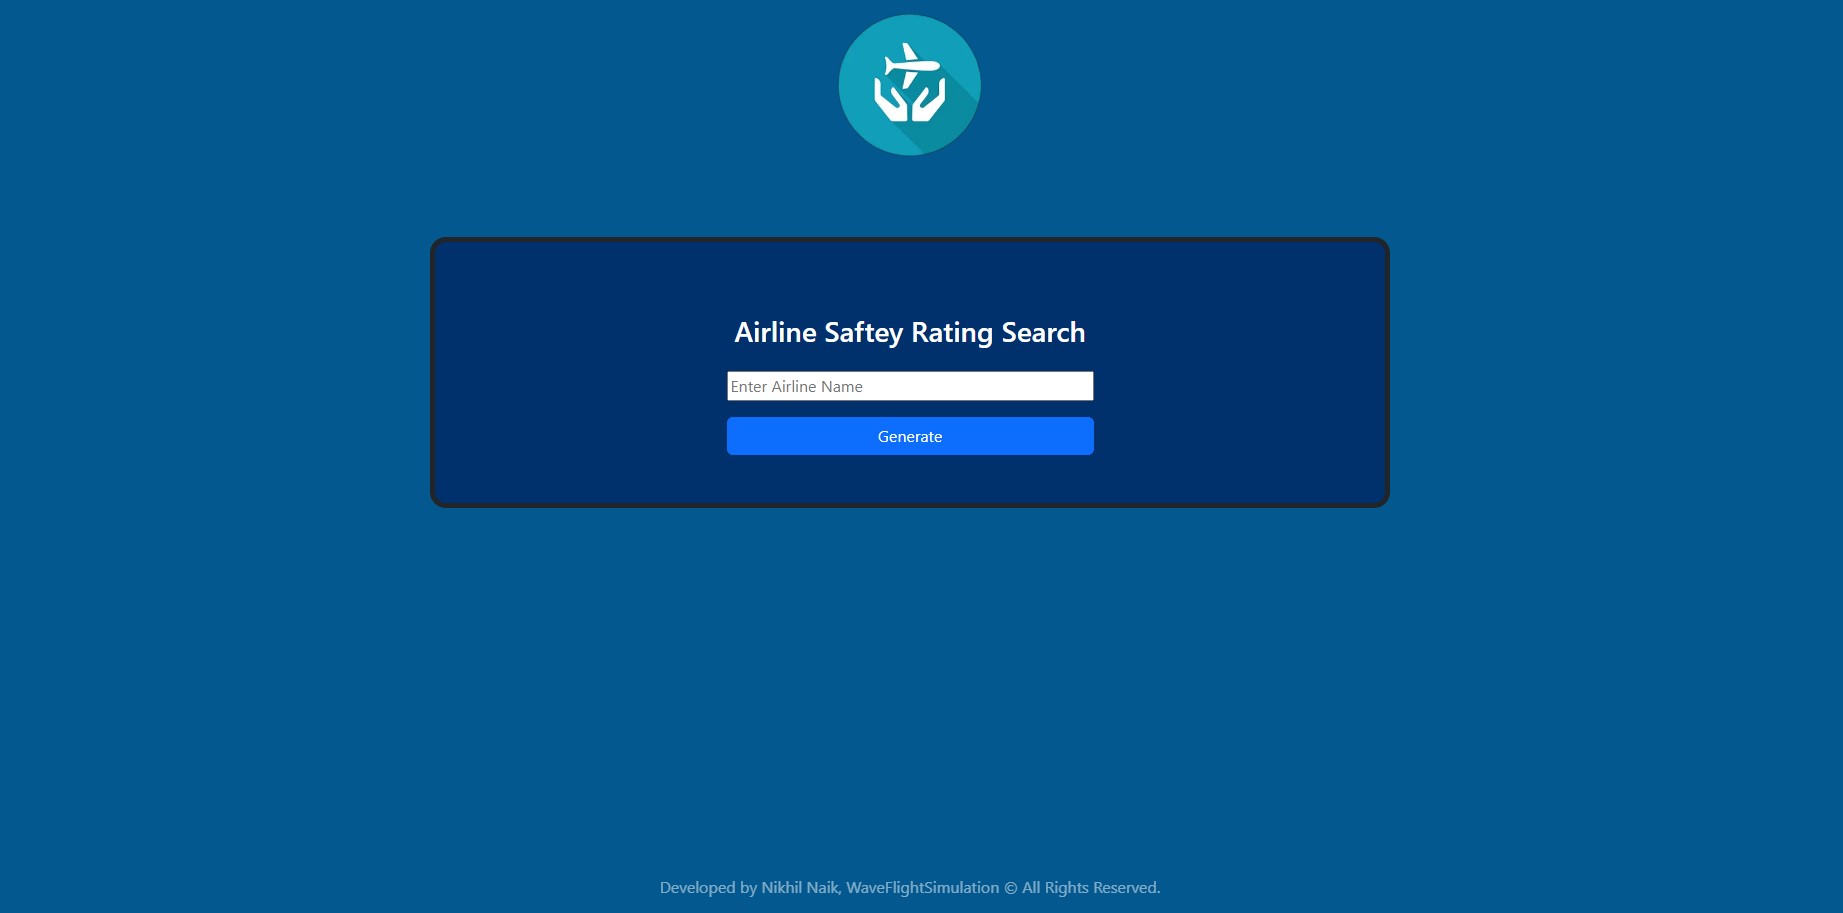 Airline Saftey Rating Search
Enter Airline Name
Generate
Developed by Nikhil Naik, WaveFlightSimulation © All Rights Reserved.